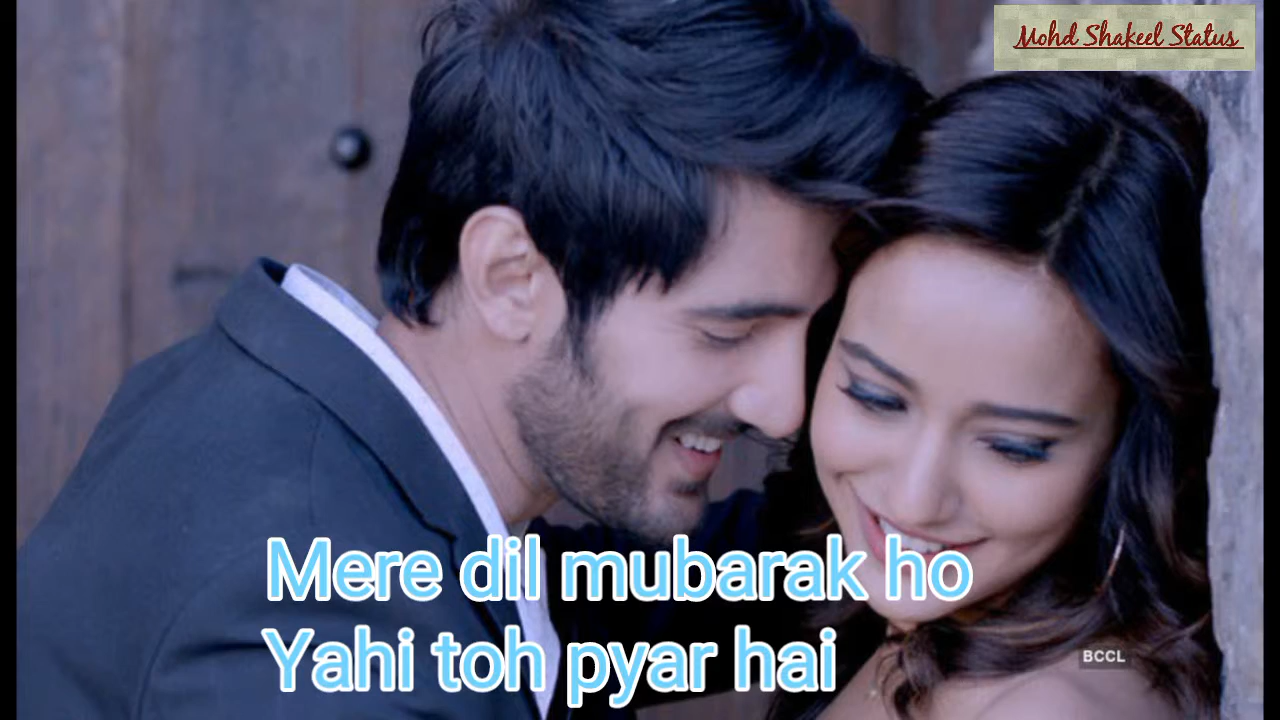 Mohd Shakeel Status
Mere dil mubarak ho
Yahi toh pyar hai
BCCL